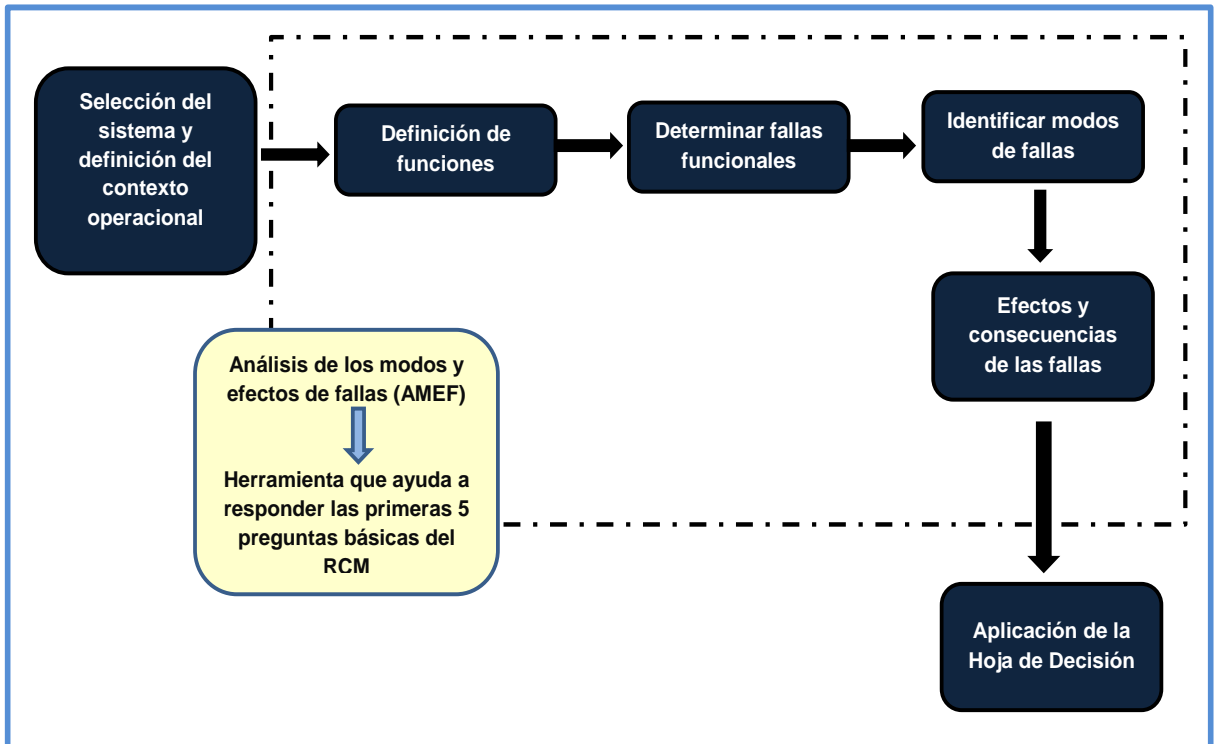 Selección del
sistema y
definición del
contexto
operacional
Definición de
funciones
Determinar fallas
funcionales
Identificar modos
de fallas
Efectos y
consecuencias
de las fallas
Análisis de los modos y
efectos de fallas (AMEF)
Herramienta que ayuda a
responder las primeras 5
preguntas básicas del
RCM
Aplicación de la
Hoja de Decisión